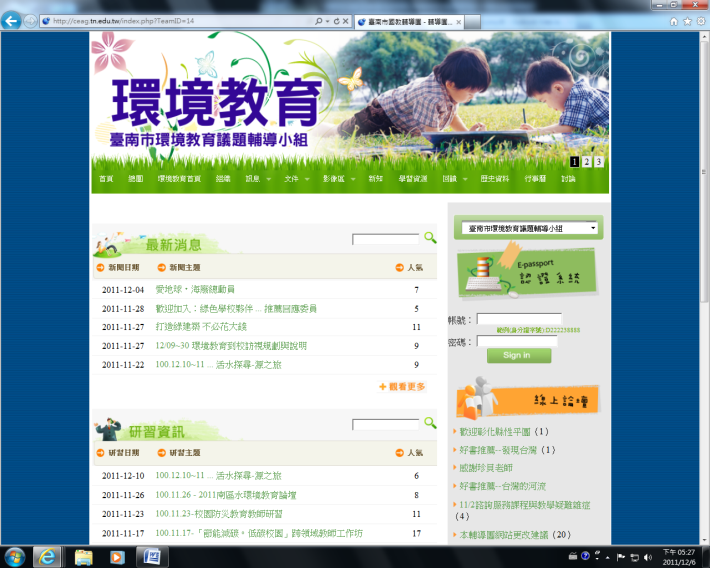 http://ceag.tn.edu.tw/index.php?TeamID=14
臺南市國教輔導團 - 輔導團...
環境教育
臺南市環境教育議題輔導小組
1 2 3
首頁 總團 環境教育首頁 組織 訊息 文件 影像區 新知 學習資源 回饋 歷史資料 行事曆 討論
最新消息
新聞日期 新聞主題 人氣
2011-12-04 愛地球‧海廢總動員 7
2011-11-28 歡迎加入：綠色學校夥伴 ... 推薦回應委員 5
2011-11-27 打造綠建築 不必花大錢 11
2011-11-27 12/09~30 環境教育到校訪視規劃與說明 9
2011-11-22 100.12.10~11 ... 活水探尋-源之旅 9
觀看更多
研習資訊
研習日期 研習主題 人氣
2011-12-10 100.12.10~11 ... 活水探尋-源之旅 6
2011-11-26 100.11.26 - 2011南區水環境教育論壇 8
2011-11-23 100.11.23-校園防災教育教師研習 11
2011-11-17 100.11.17-「節能減碳，低碳校園」跨領域教師工作坊 17
臺南市環境教育議題輔導小組
E-passport
認證系統
帳號：
範例(身分證字號) D222238888
密碼：
Sign in
線上論壇
歡迎彰化縣性平團 (1)
好書推薦--發現台灣 (1)
感謝珍貝老師
好書推薦--台灣的河流
11/2諮詢服務課程與教學疑難雜症
(4)
本輔導團網站更改建議 (20)
下午 05:27
2011/12/6